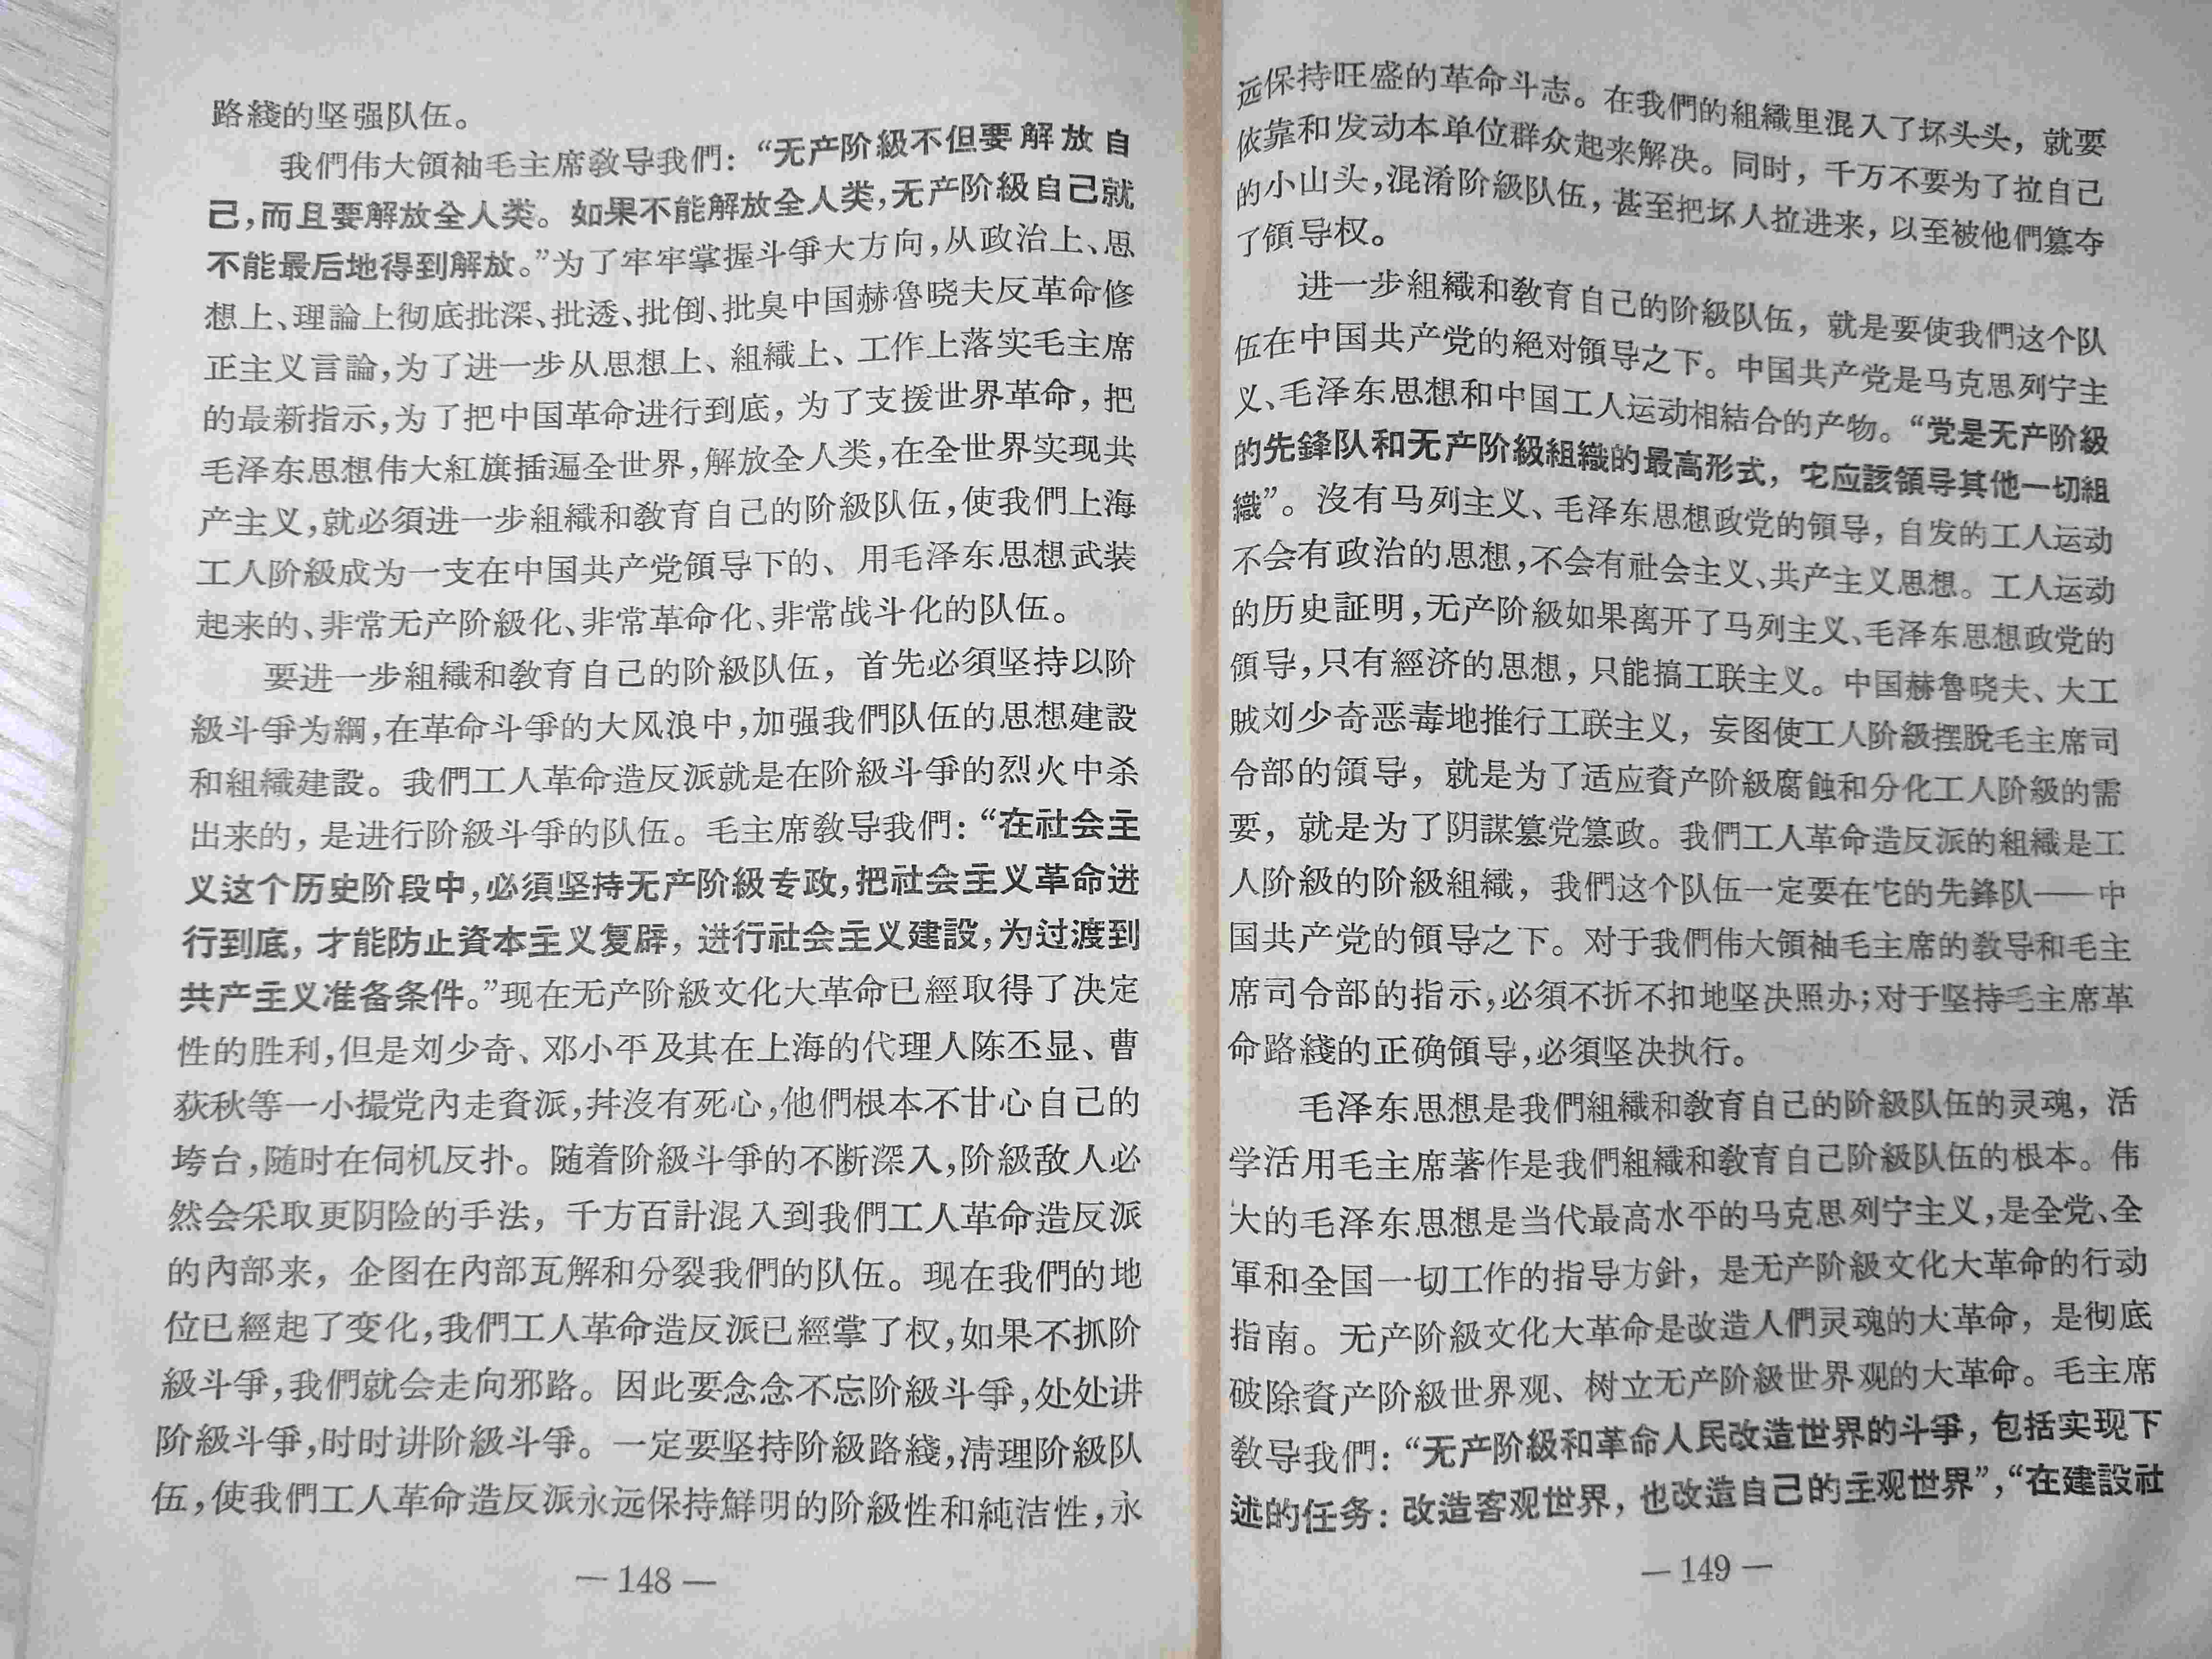 路綫的坚强队伍。
我們伟大領袖毛主席敎导我們：“无产阶級不但要解放自
己，而且要解放全人类。如果不能解放全人类，无产阶級自己就
不能最后地得到解放。”为了牢牢掌握斗爭大方向，从政治上、思
想上、理論上彻底批深、批透、批倒、批臭中国赫魯晓夫反革命修
正主义言論，为了进一步从思想上、組織上、工作上落实毛主席
的最新指示，为了把中国革命进行到底，为了支援世界革命，把
毛泽东思想伟大紅旗插遍全世界，解放全人类，在全世界实现共
产主义，就必須进一步組織和敎育自己的阶級队伍，使我們上海
工人阶級成为一支在中国共产党領导下的、用毛泽东思想武装
起来的、非常无产阶級化、非常革命化、非常战斗化的队伍。
要进一步組織和敎育自己的阶級队伍，首先必須坚持以阶
級斗爭为綱，在革命斗爭的大风浪中，加强我們队伍的思想建設
和組織建設。我們工人革命造反派就是在阶級斗爭的烈火中杀
出来的，是进行阶級斗爭的队伍。毛主席敎导我們：“在社会主
义这个历史阶段中，必須坚持无产阶級专政，把社会主义革命进
行到底，才能防止資本主义复辟，进行社会主义建設，为过渡到
共产主义准备条件。”现在无产阶級文化大革命已經取得了决定
性的胜利，但是刘少奇、邓小平及其在上海的代理人陈丕显、曹
荻秋等一小撮党內走資派，幷沒有死心，他們根本不甘心自己的
垮台，随时在伺机反扑。随着阶級斗爭的不断深入，阶級敌人必
然会采取更阴险的手法，千方百計混入到我們工人革命造反派
的內部来，企图在內部瓦解和分裂我們的队伍。现在我們的地
位已經起了变化，我們工人革命造反派已經掌了权，如果不抓阶
級斗爭，我們就会走向邪路。因此要念念不忘阶級斗爭，处处讲
阶級斗爭，时时讲阶級斗爭。一定要坚持阶級路綫，清理阶級队
伍，使我們工人革命造反派永远保持鮮明的阶級性和純洁性，永
— 148 —
远保持旺盛的革命斗志。在我們的組織里混入了坏头头，就要
依靠和发动本单位群众起来解决。同时，千万不要为了拉自己
的小山头，混淆阶級队伍，甚至把坏人拉进来，以至被他們篡夺
了領导权。
进一步組織和敎育自己的阶級队伍，就是要使我們这个队
伍在中国共产党的絕对領导之下。中国共产党是马克思列宁主
义、毛泽东思想和中国工人运动相結合的产物。“党是无产阶級
的先鋒队和无产阶級組織的最高形式，它应該領导其他一切組
織”。沒有马列主义、毛泽东思想政党的領导，自发的工人运动
不会有政治的思想，不会有社会主义、共产主义思想。工人运动
的历史証明，无产阶級如果离开了马列主义、毛泽东思想政党的
領导，只有經济的思想，只能搞工联主义。中国赫魯晓夫、大工
贼刘少奇恶毒地推行工联主义，妄图使工人阶級摆脫毛主席司
令部的領导，就是为了适应資产阶級腐蝕和分化工人阶級的需
要，就是为了阴謀篡党篡政。我們工人革命造反派的組織是工
人阶級的阶級組織，我們这个队伍一定要在它的先鋒队——中
国共产党的領导之下。对于我們伟大領袖毛主席的敎导和毛主
席司令部的指示，必須不折不扣地坚决照办；对于坚持毛主席革
命路綫的正确領导，必須坚决执行。
毛泽东思想是我們組織和敎育自己的阶級队伍的灵魂，活
学活用毛主席著作是我們組織和敎育自己阶級队伍的根本。伟
大的毛泽东思想是当代最高水平的马克思列宁主义，是全党、全
軍和全国一切工作的指导方針，是无产阶級文化大革命的行动
指南。无产阶級文化大革命是改造人們灵魂的大革命，是彻底
破除資产阶級世界观、树立无产阶級世界观的大革命。毛主席
敎导我們：“无产阶級和革命人民改造世界的斗爭，包括实现下
述的任务：改造客观世界，也改造自己的主观世界”，“在建設社
— 149 —